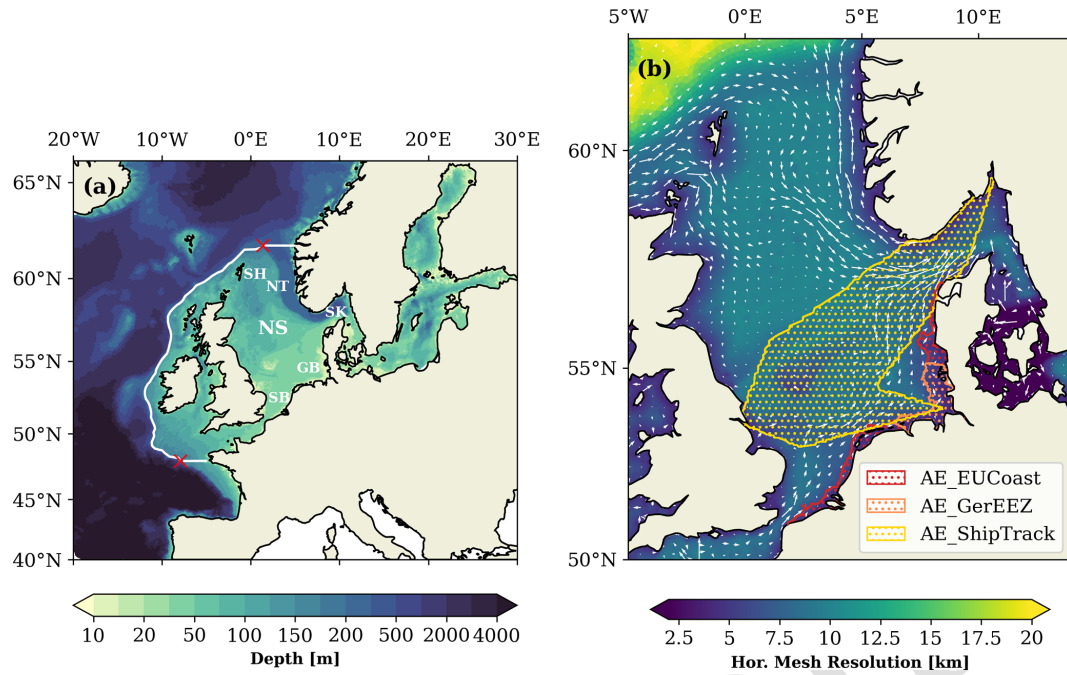 5°W 0°E 5°E 10°E
(b)
20°W 10°W 0°E 10°E 20°E 30°E
65°N
(a)
60°N
60°N
SH
NT
SK
NS
55°N
55°N
GB
SB
50°N
AE_EUCoast
AE_GerEEZ
45°N
AE_ShipTrack
40°N
50°N
10 20 50 100 150 200 500 2000 4000
Depth [m]
2.5 5 7.5 10 12.5 15 17.5 20
Hor. Mesh Resolution [km]